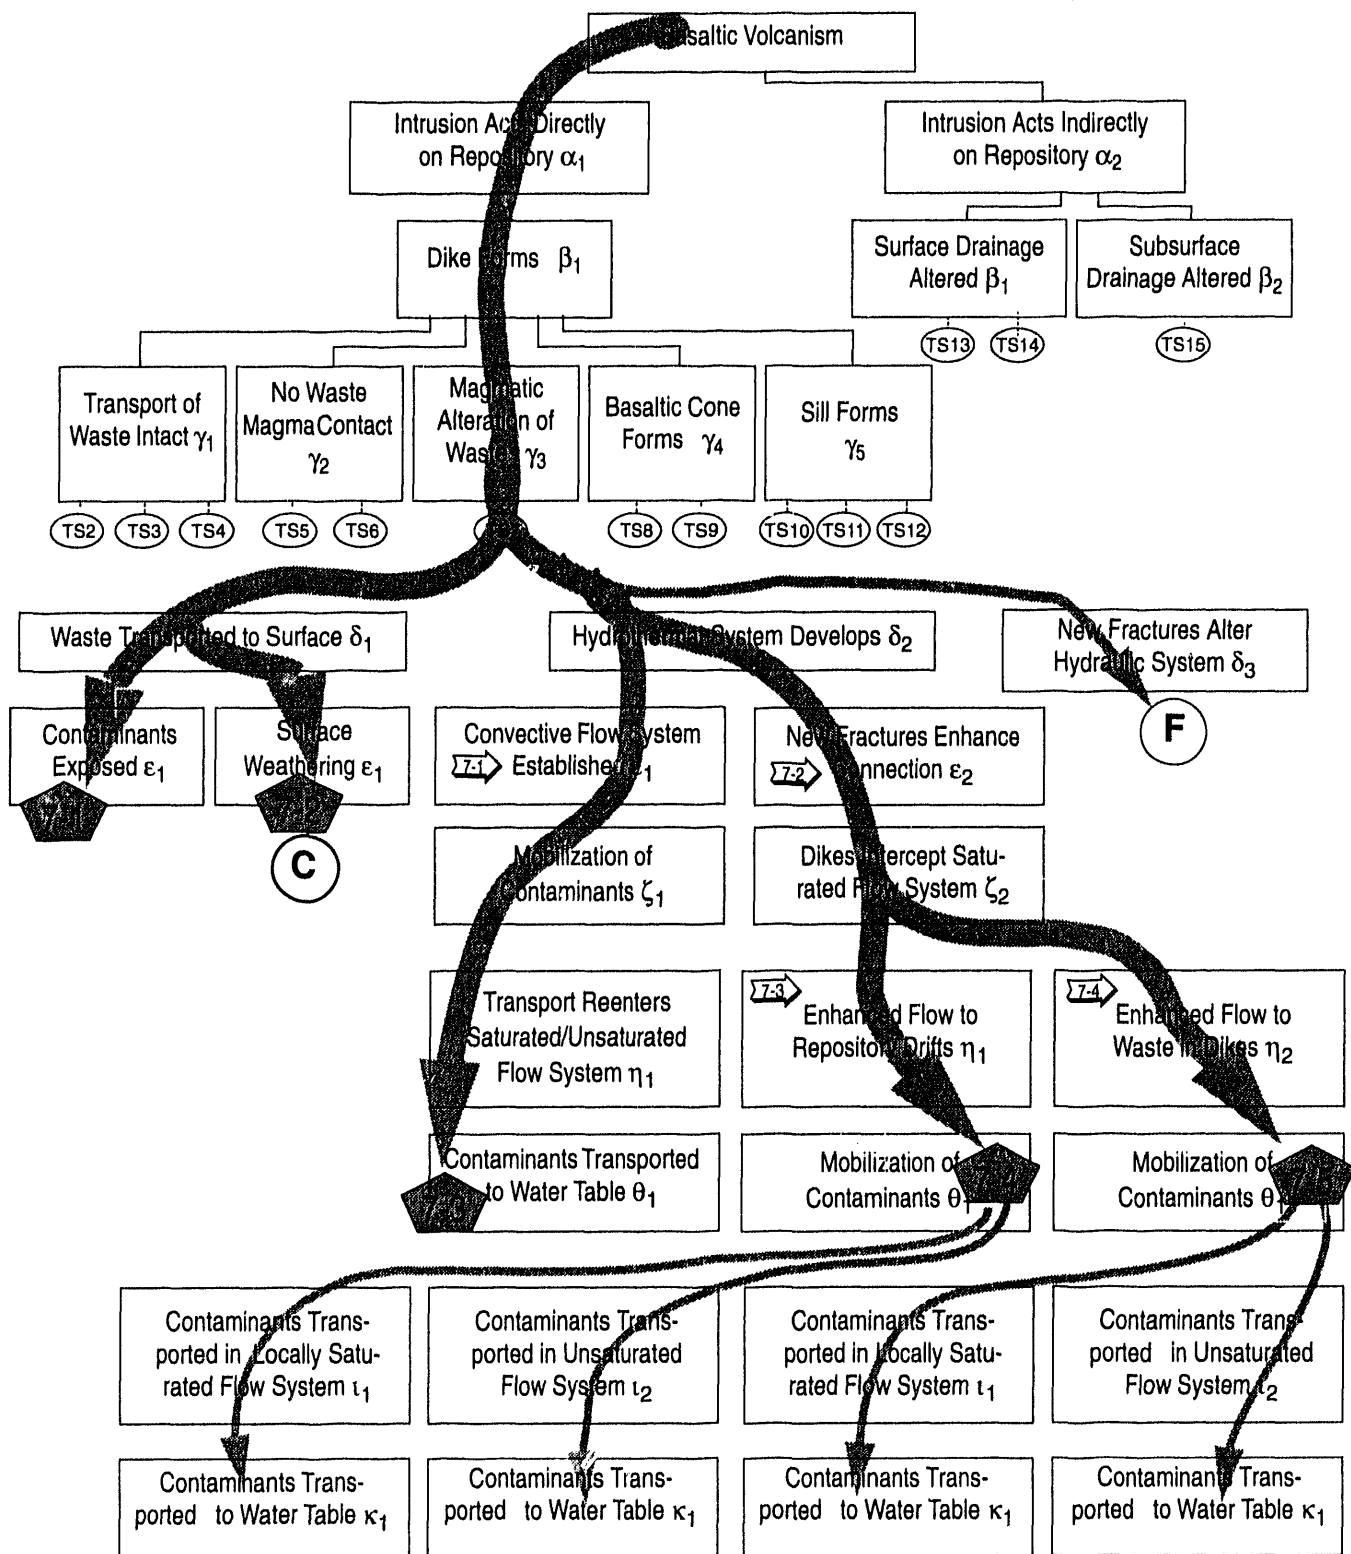 Basaltic Volcanism
Intrusion Acts Directly
on Repository α1
Intrusion Acts Indirectly
on Repository α2
Dike Forms β1
Surface Drainage
Altered β1
Subsurface
Drainage Altered β2
TS13
TS14
TS15
Transport of
Waste Intact γ1
No Waste
Magma Contact
γ2
Magmatic
Alteration of
Waste γ3
Basaltic Cone
Forms γ4
Sill Forms
γ5
TS2
TS3
TS4
TS5
TS6
TS8
TS9
TS10
TS11
TS12
Waste Transported to Surface δ1
Hydrothermal System Develops δ2
New Fractures Alter
Hydraulic System δ3
F
Contaminants
Exposed ε1
Surface
Weathering ε1
Convective Flow System
7-1
Established ε1
New Fractures Enhance
7-2
Connection ε2
7-1
7-2
C
Mobilization of
Contaminants ζ1
Dikes Intercept Satu-
rated Flow System ζ2
Transport Reenters
Saturated/Unsaturated
Flow System η1
7-3
Enhanced Flow to
Repository Drifts η1
7-4
Enhanced Flow to
Waste in Dikes η2
Contaminants Transported
to Water Table θ1
7-3
Mobilization of
Contaminants θ1
7-4
Mobilization of
Contaminants θ1
Contaminants Trans-
ported in Locally Satu-
rated Flow System ι1
Contaminants Trans-
ported in Unsaturated
Flow System ι2
Contaminants Trans-
ported in Locally Satu-
rated Flow System ι1
Contaminants Trans-
ported in Unsaturated
Flow System ι2
Contaminants Trans-
ported to Water Table κ1
Contaminants Trans-
ported to Water Table κ1
Contaminants Trans-
ported to Water Table κ1
Contaminants Trans-
ported to Water Table κ1